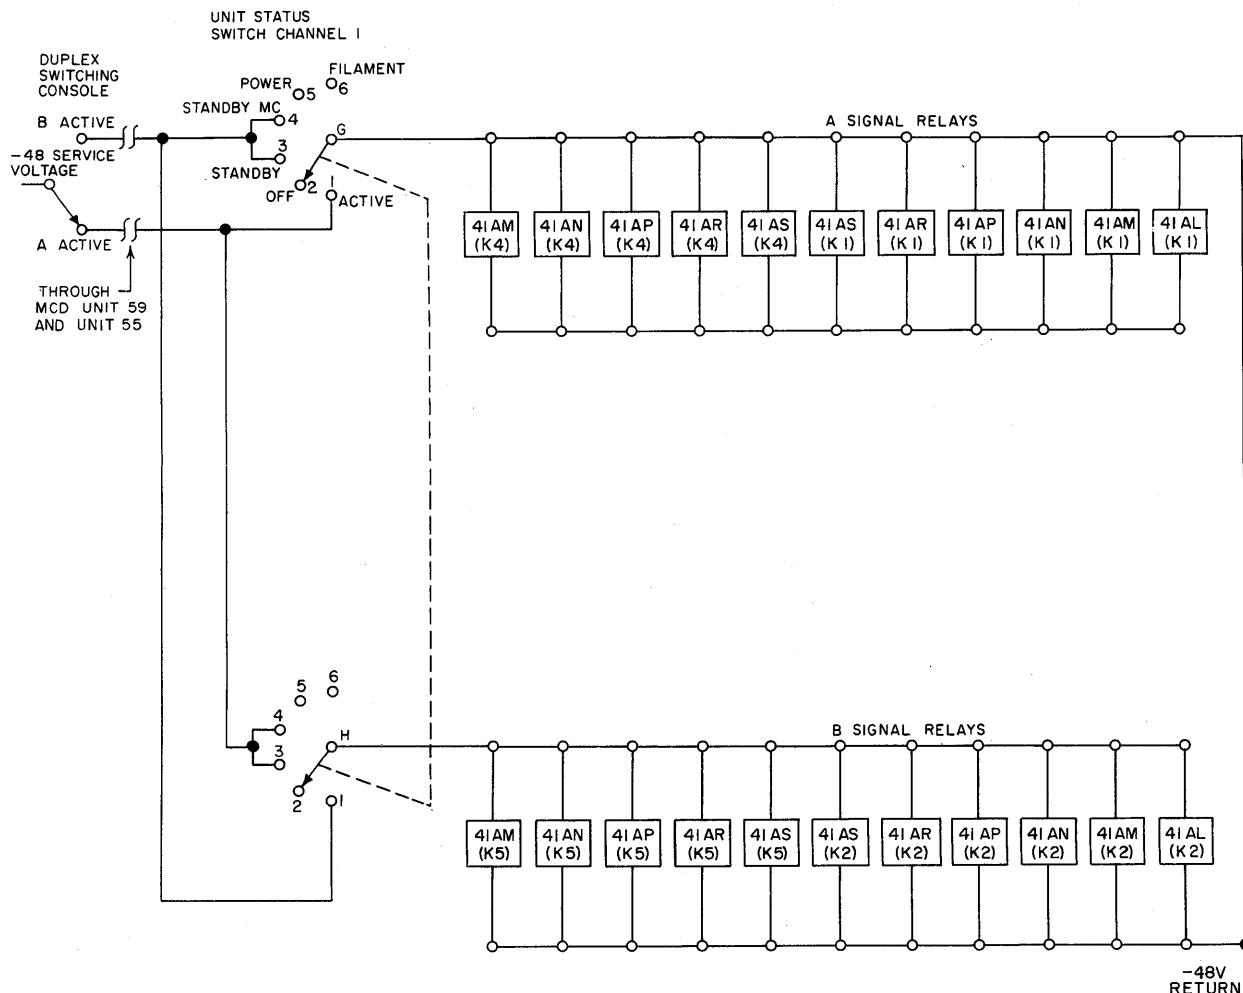 UNIT STATUS
SWITCH CHANNEL 1
DUPLEX
SWITCHING
CONSOLE
FILAMENT
POWER 5 6
STANDBY MC 4
B ACTIVE
G
A SIGNAL RELAYS
3
-48 SERVICE
VOLTAGE
STANDBY
OFF 2 1
ACTIVE
41AM (K4)
41AN (K4)
41AP (K4)
41AR (K4)
41AS (K4)
41AS (K1)
41AR (K1)
41AP (K1)
41AN (K1)
41AM (K1)
41AL (K1)
A ACTIVE
THROUGH
MCD UNIT 59
AND UNIT 55
6
5
4
H
B SIGNAL RELAYS
3
2
1
41AM (K5)
41AN (K5)
41AP (K5)
41AR (K5)
41AS (K5)
41AS (K2)
41AR (K2)
41AP (K2)
41AN (K2)
41AM (K2)
41AL (K2)
-48V
RETURN